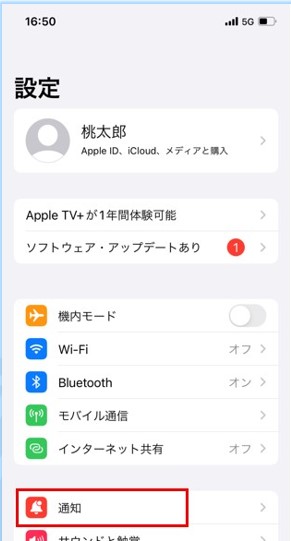 16:50
5G
設定
桃太郎
Apple ID、iCloud、メディアと購入
Apple TV+が1年間体験可能
ソフトウェア・アップデートあり 1
機内モード
Wi-Fi オフ
Bluetooth オン
モバイル通信
インターネット共有 オフ
通知
サウンドと触覚